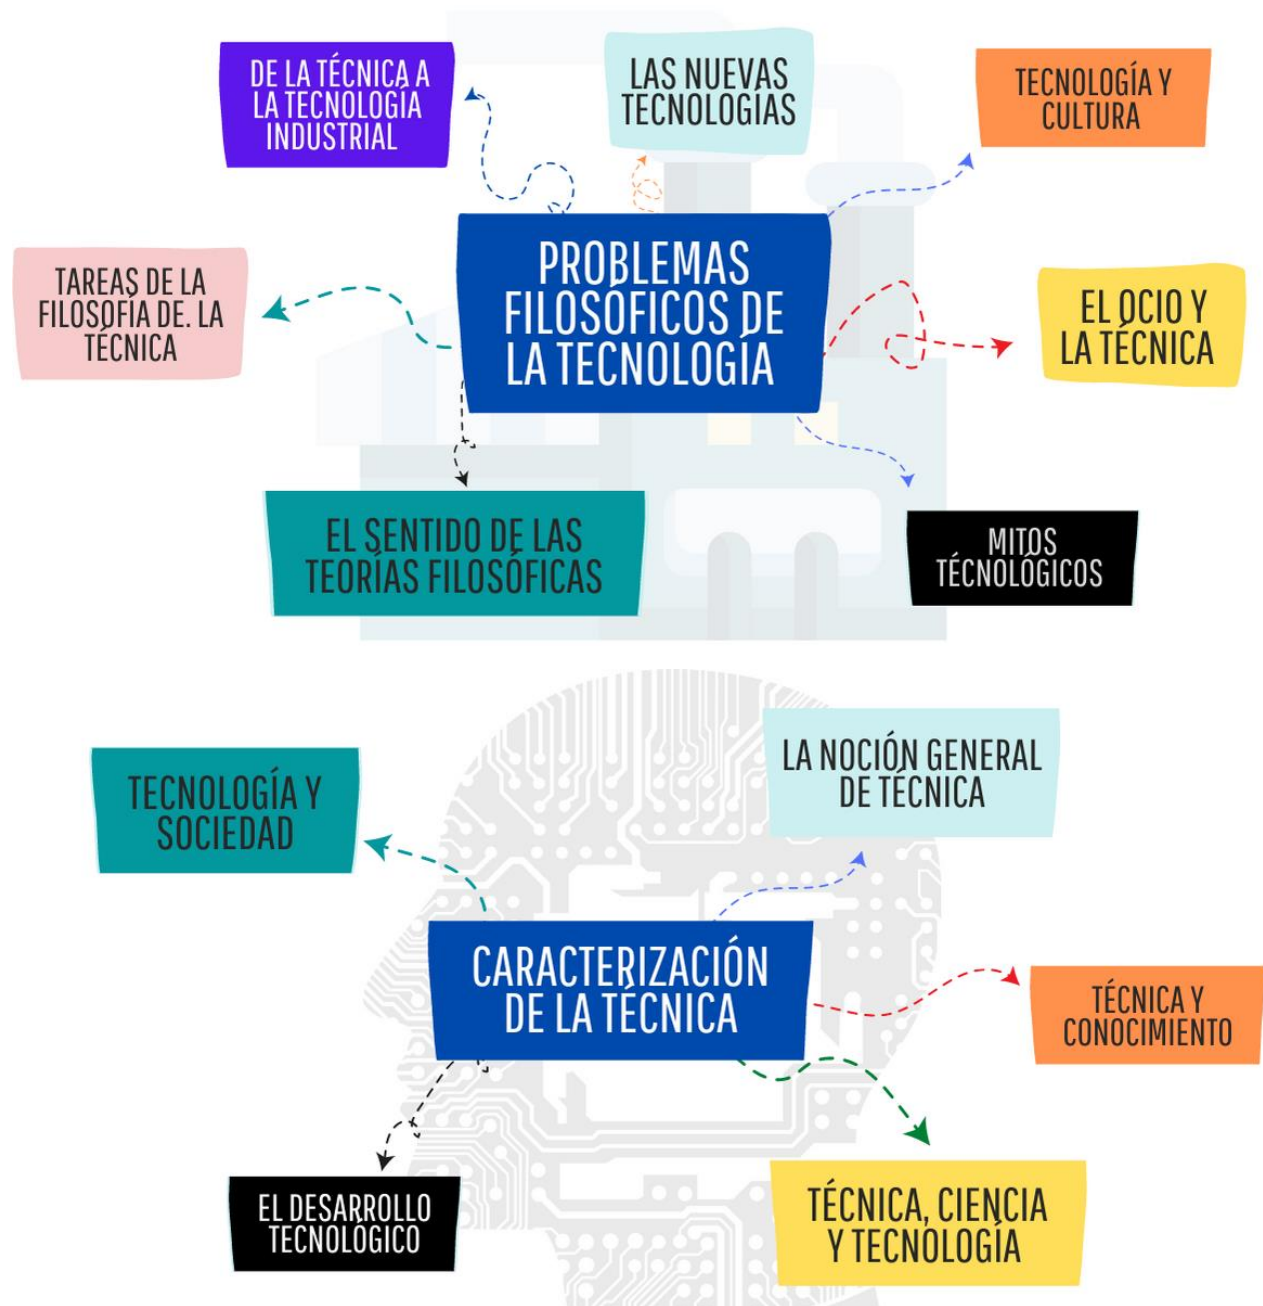 DE LA TÉCNICA A
LA TECNOLOGÍA
INDUSTRIAL
LAS NUEVAS
TECNOLOGÍAS
TECNOLOGÍA Y
CULTURA
PROBLEMAS
FILOSÓFICOS DE
LA TECNOLOGÍA
TAREAS DE LA
FILOSOFÍA DE. LA
TÉCNICA
EL OCIO Y
LA TÉCNICA
EL SENTIDO DE LAS
TEORÍAS FILOSÓFICAS
MITOS
TÉCNOLÓGICOS
TECNOLOGÍA Y
SOCIEDAD
LA NOCIÓN GENERAL
DE TÉCNICA
CARACTERIZACIÓN
DE LA TÉCNICA
TÉCNICA Y
CONOCIMIENTO
EL DESARROLLO
TECNOLÓGICO
TÉCNICA, CIENCIA
Y TECNOLOGÍA